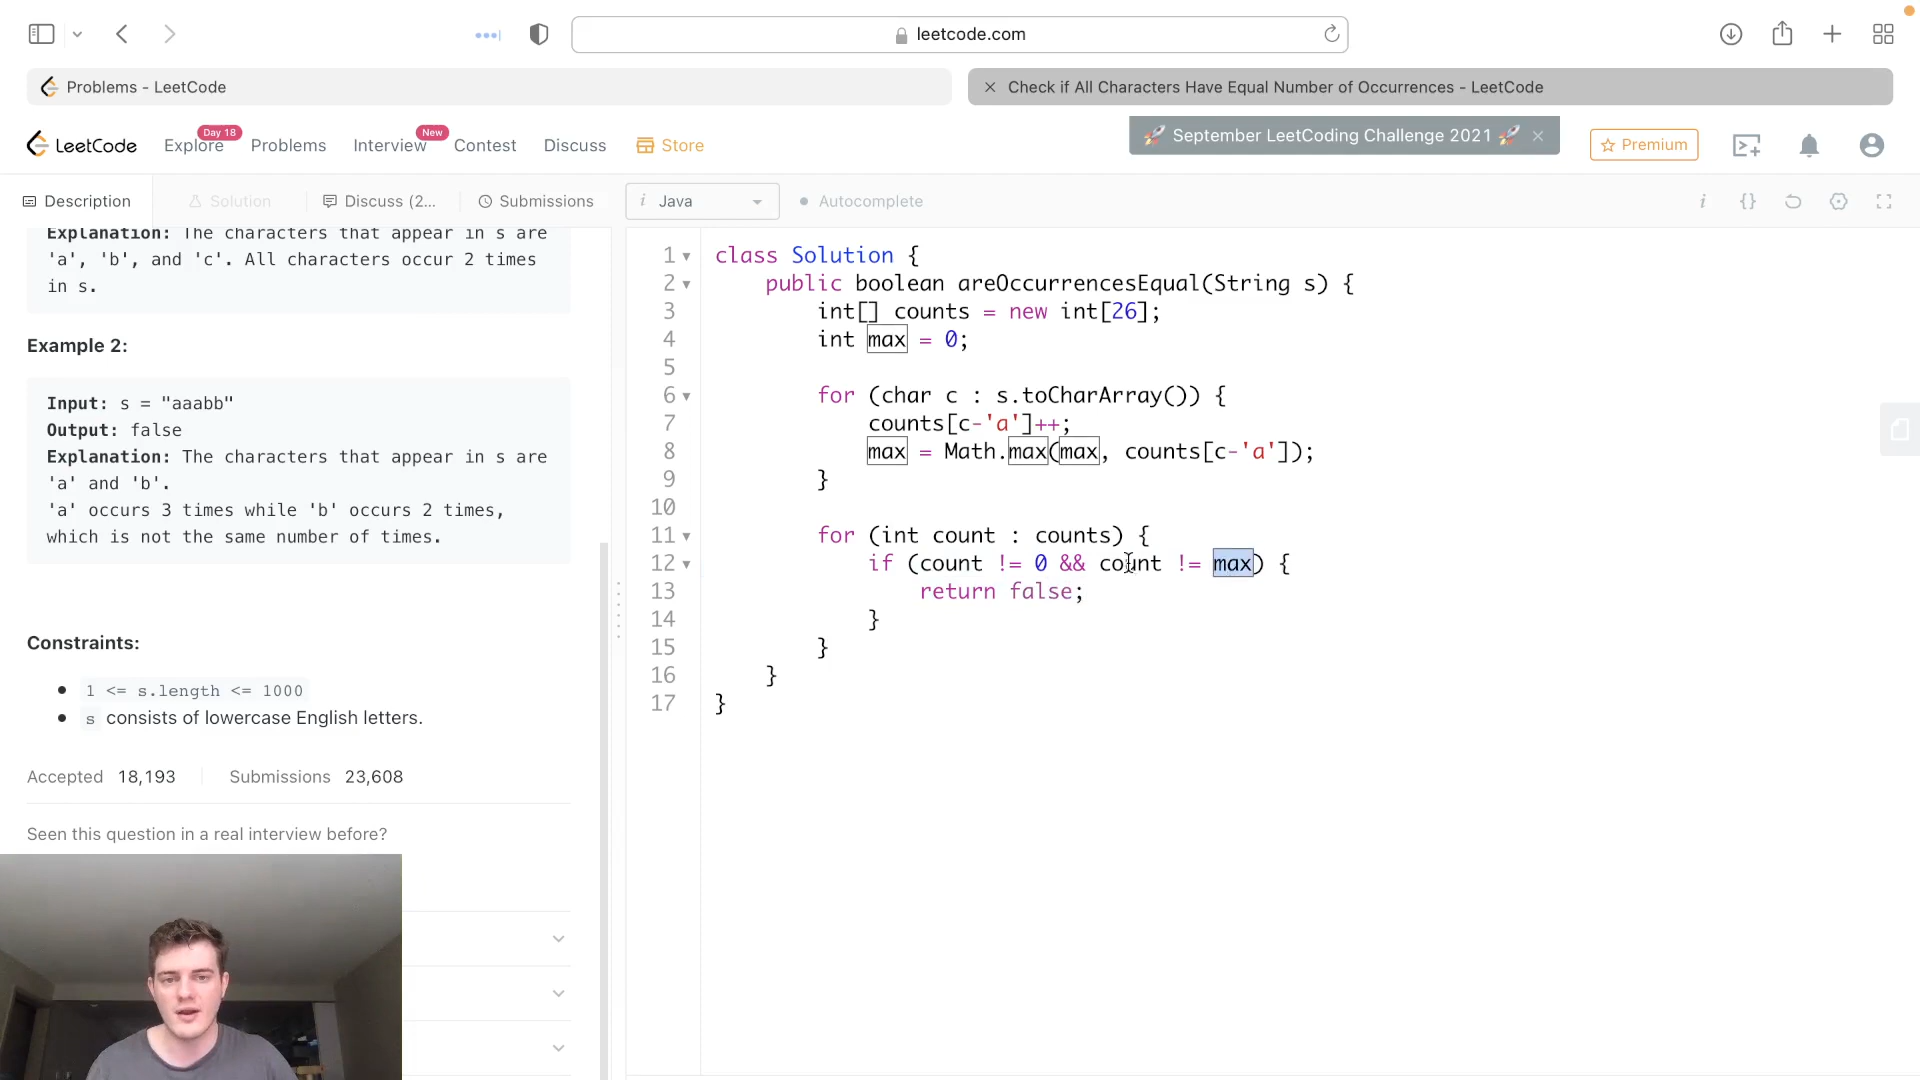 leetcode.com
Problems - LeetCode
Check if All Characters Have Equal Number of Occurrences - LeetCode
LeetCode
Explore
Day 18
Problems
Interview
New
Contest
Discuss
Store
🚀 September LeetCoding Challenge 2021 🚀
Premium
Description
Solution
Discuss (2...
Submissions
i Java
Autocomplete
Explanation: The characters that appear in s are
'a', 'b', and 'c'. All characters occur 2 times
in s.
Example 2:
Input: s = "aaabb"
Output: false
Explanation: The characters that appear in s are
'a' and 'b'.
'a' occurs 3 times while 'b' occurs 2 times,
which is not the same number of times.
Constraints:
1 <= s.length <= 1000
s consists of lowercase English letters.
Accepted 18,193
Submissions 23,608
Seen this question in a real interview before?
1 class Solution {
2 public boolean areOccurrencesEqual(String s) {
3 int[] counts = new int[26];
4 int max = 0;
5
6 for (char c : s.toCharArray()) {
7 counts[c-'a']++;
8 max = Math.max(max, counts[c-'a']);
9 }
10
11 for (int count : counts) {
12 if (count != 0 && count != max) {
13 return false;
14 }
15 }
16 }
17 }